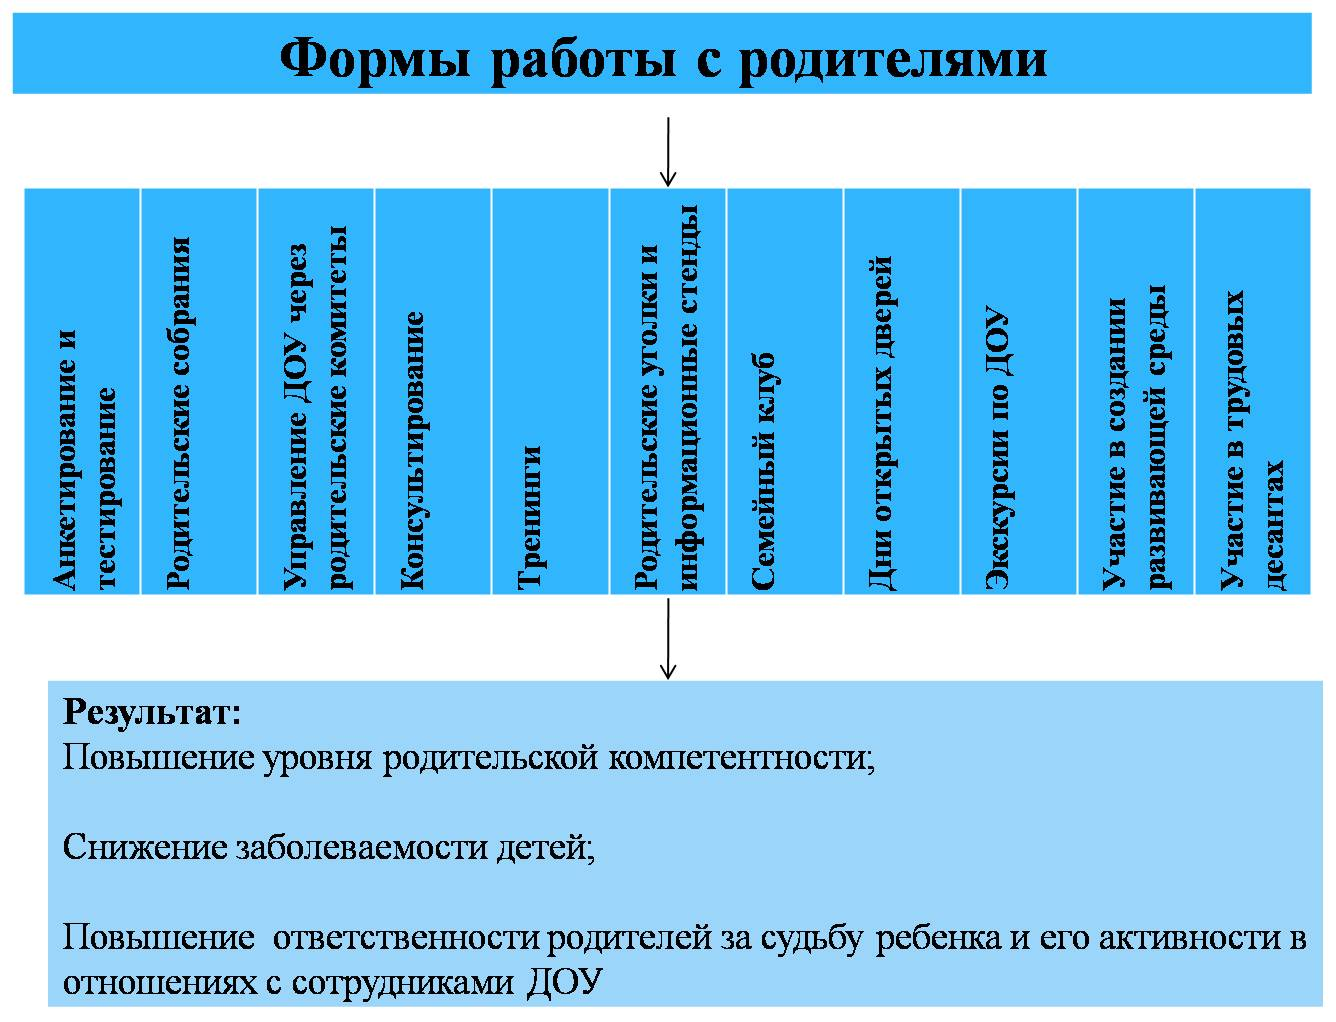 Формы работы с родителями
Анкетирование и
тестирование
Родительские собрания
Управление ДОУ через
родительские комитеты
Консультирование
Тренинги
Родительские уголки и
информационные стенды
Семейный клуб
Дни открытых дверей
Экскурсии по ДОУ
Участие в создании
развивающей среды
Участие в трудовых
десантах
Результат:
Повышение уровня родительской компетентности;
Снижение заболеваемости детей;
Повышение ответственности родителей за судьбу ребенка и его активности в
отношениях с сотрудниками ДОУ